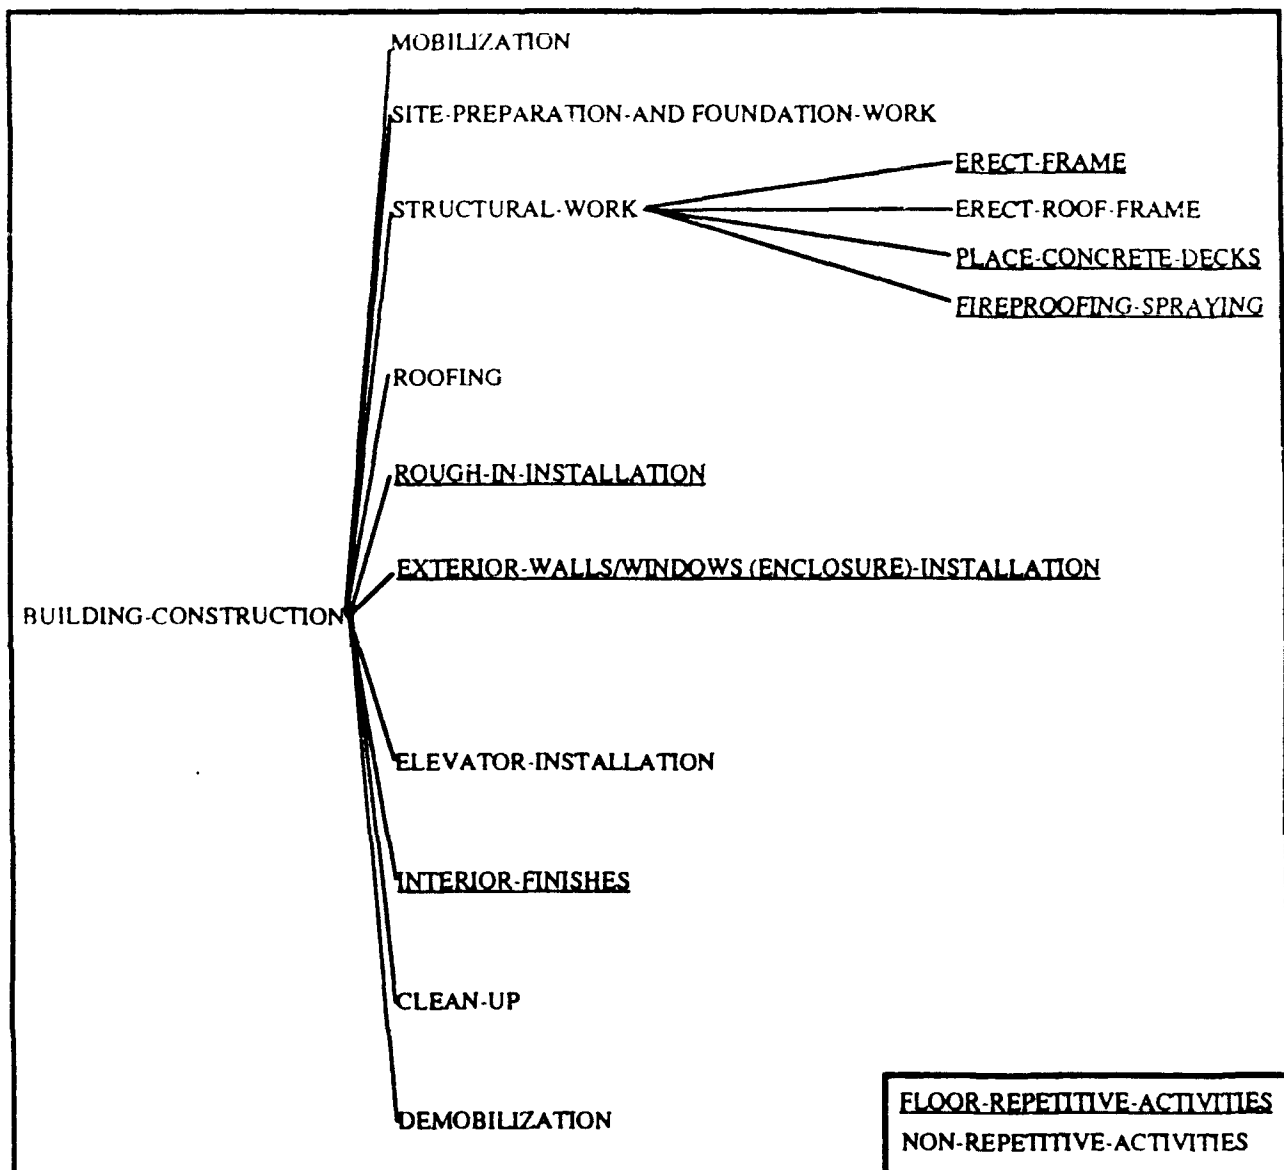 MOBILIZATION
SITE-PREPARATION-AND FOUNDATION-WORK
ERECT-FRAME
STRUCTURAL-WORK
ERECT-ROOF-FRAME
PLACE-CONCRETE-DECKS
FIREPROOFING-SPRAYING
ROOFING
ROUGH-IN-INSTALLATION
EXTERIOR-WALLS/WINDOWS (ENCLOSURE)-INSTALLATION
BUILDING-CONSTRUCTION
ELEVATOR-INSTALLATION
INTERIOR-FINISHES
CLEAN-UP
DEMOBILIZATION
FLOOR-REPETITIVE-ACTIVITIES
NON-REPETITIVE-ACTIVITIES